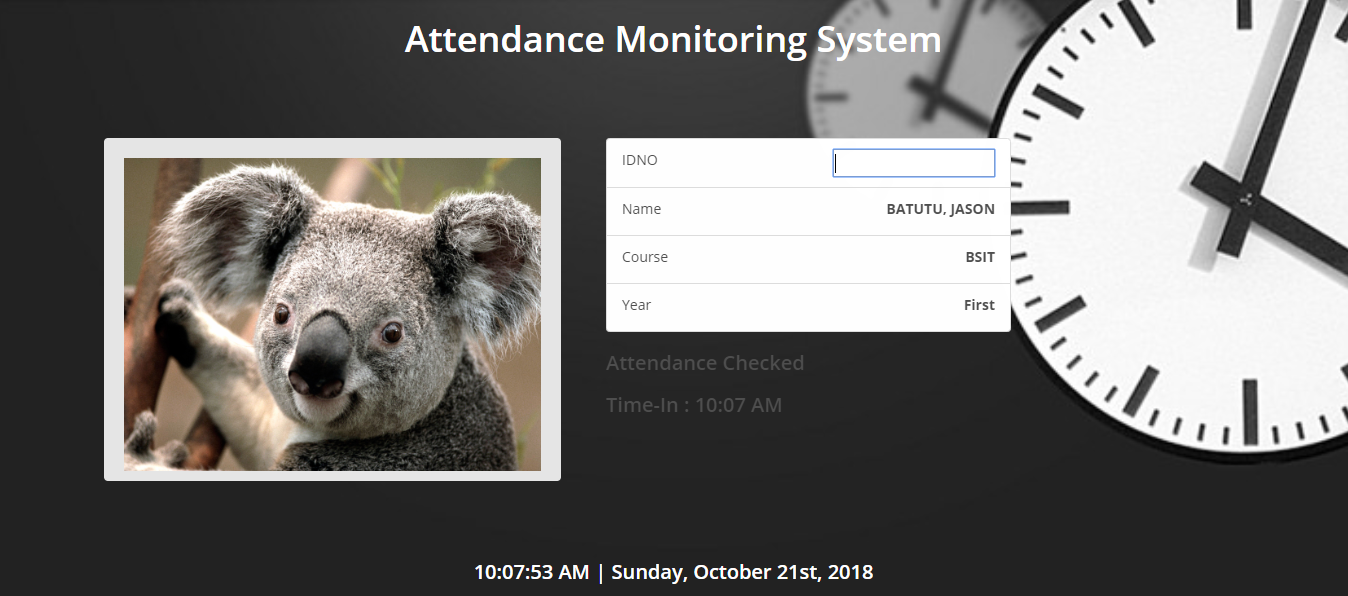 Attendance Monitoring System
IDNO
Name BATUTU, JASON
Course BSIT
Year First
Attendance Checked
Time-In : 10:07 AM
10:07:53 AM | Sunday, October 21st, 2018